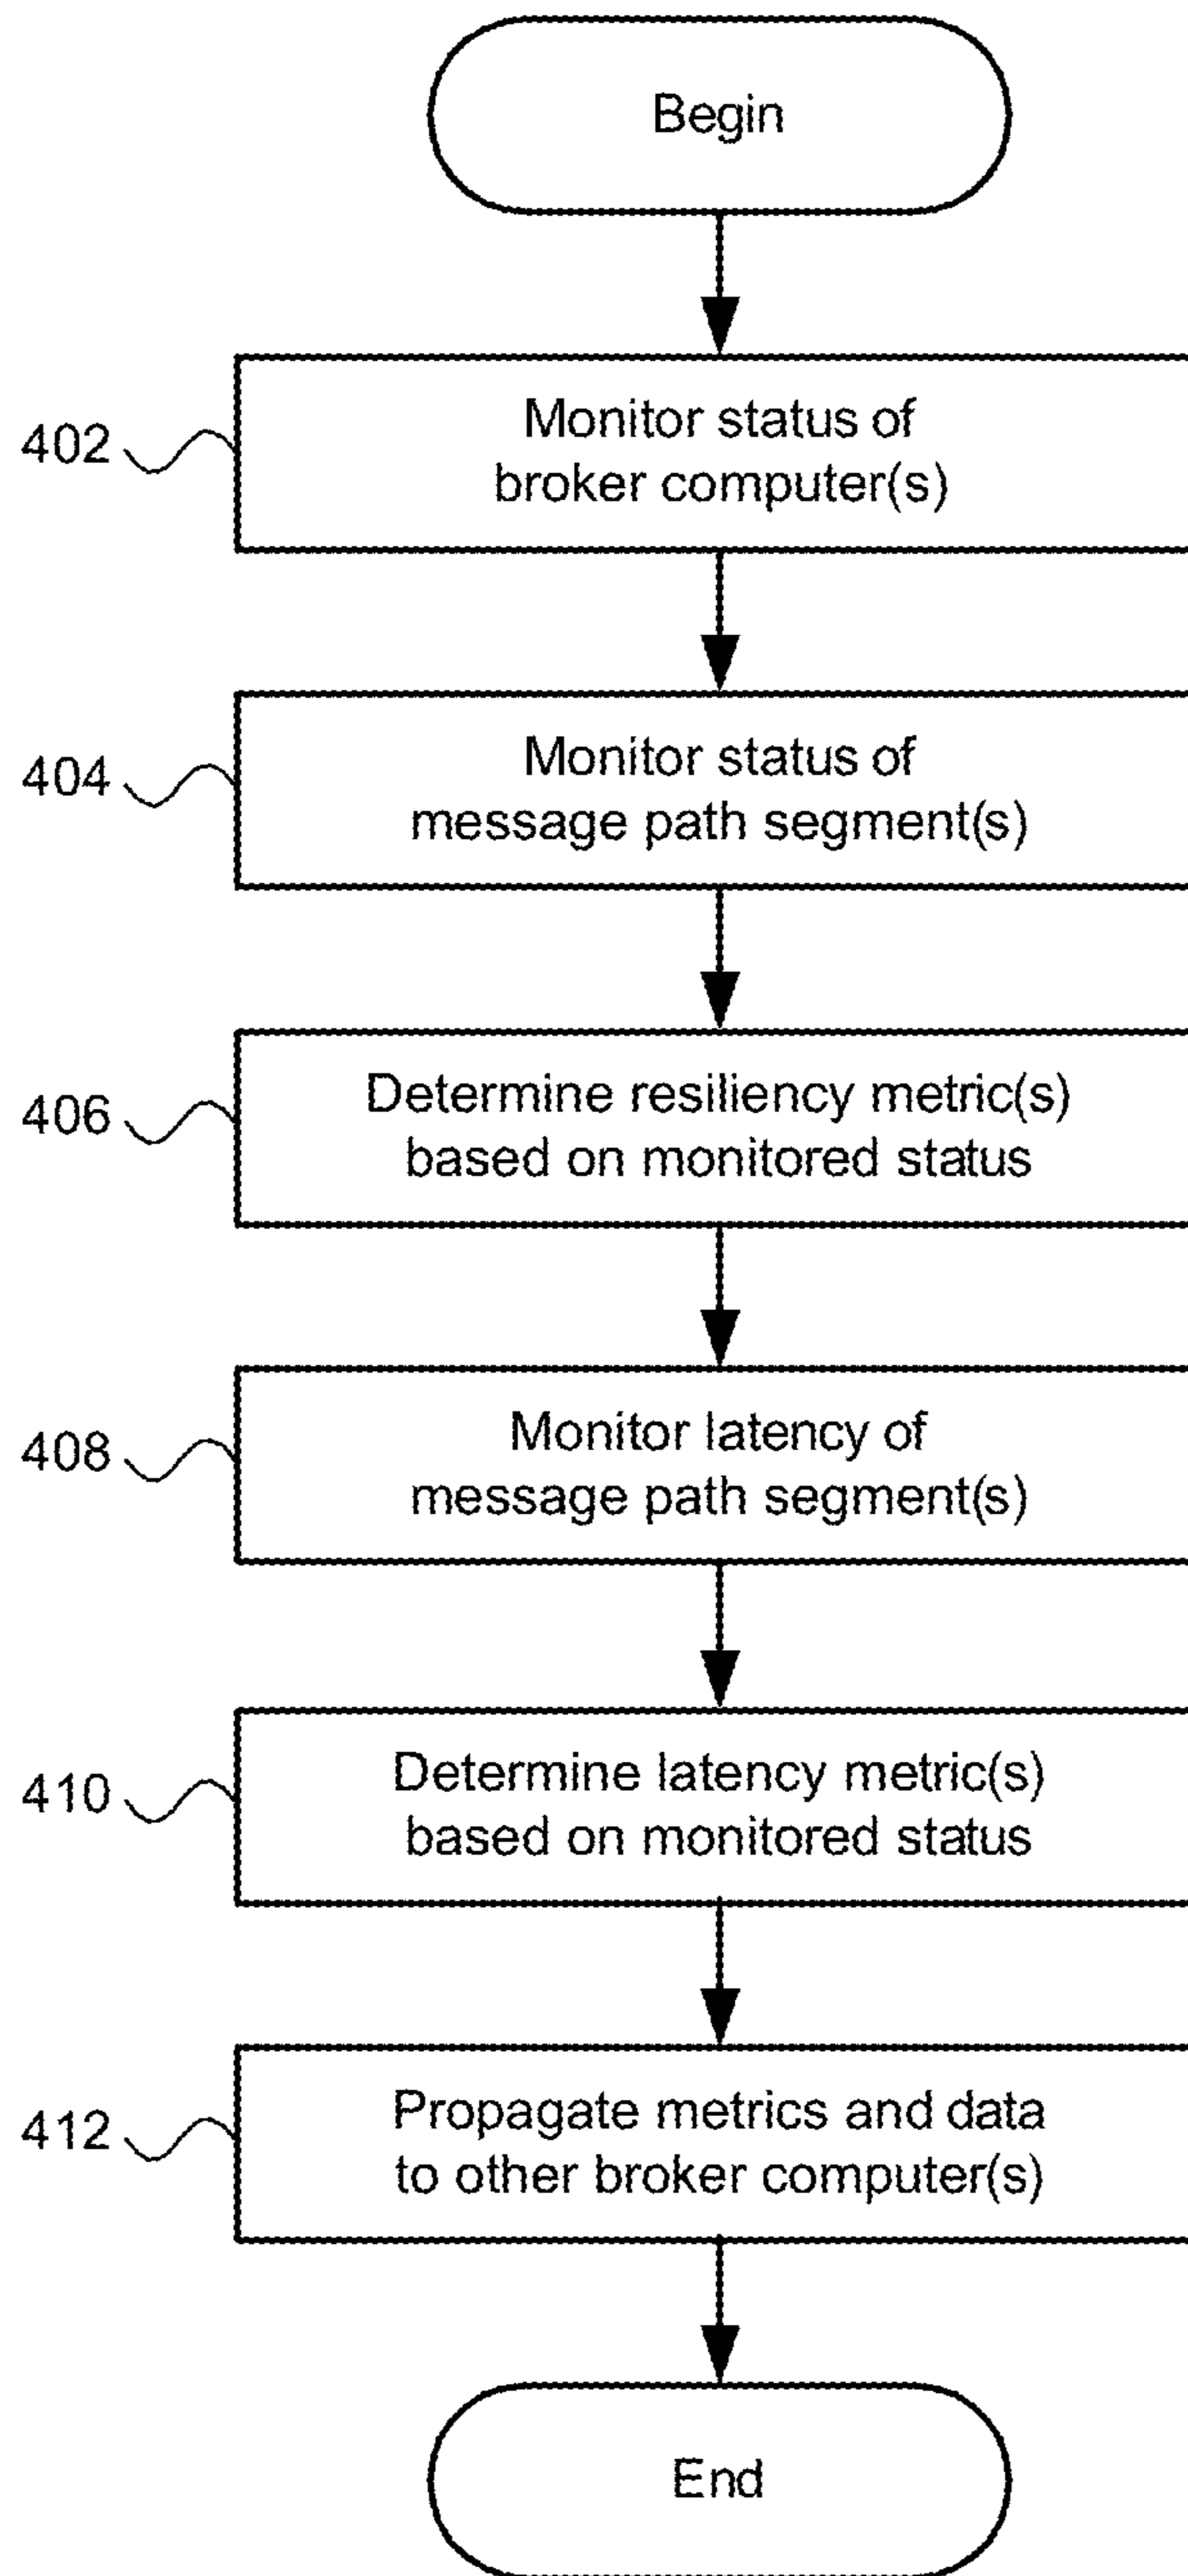 Begin
402
Monitor status of
broker computer(s)
404
Monitor status of
message path segment(s)
406
Determine resiliency metric(s)
based on monitored status
408
Monitor latency of
message path segment(s)
410
Determine latency metric(s)
based on monitored status
412
Propagate metrics and data
to other broker computer(s)
End